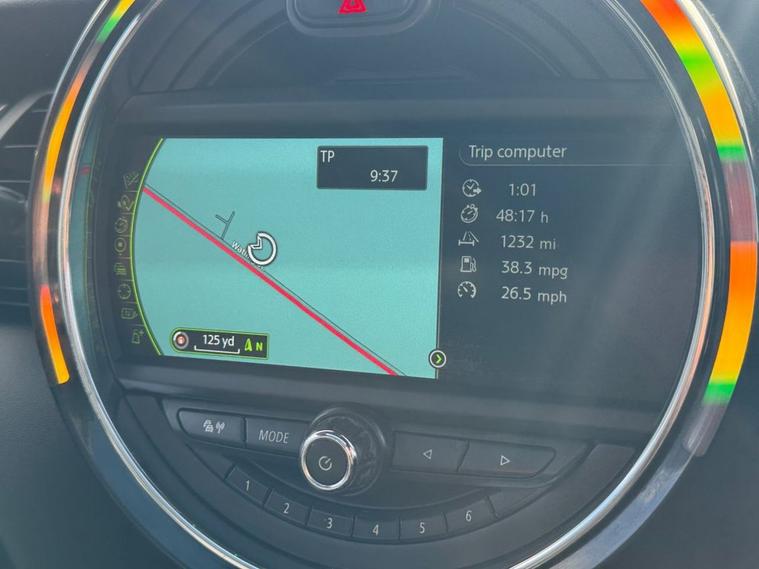 TP
9:37
Trip computer
1:01
48:17 h
1232 mi
38.3 mpg
26.5 mph
125 yd
N
MODE
1
2
3
4
5
6